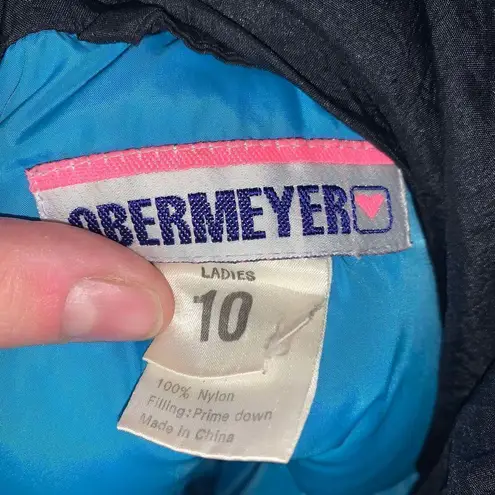 OBERMEYER
LADIES
10
100% Nylon
Filling: Prime down
Made in China